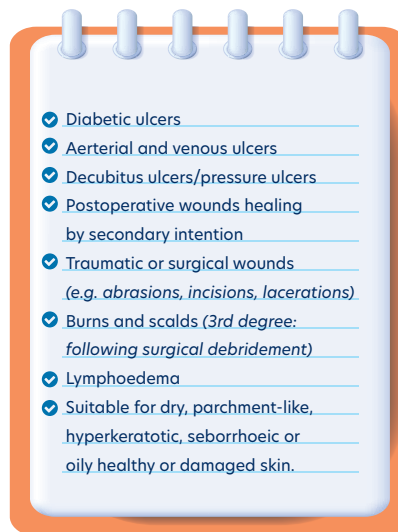 Diabetic ulcers
Aerterial and venous ulcers
Decubitus ulcers/pressure ulcers
Postoperative wounds healing
by secondary intention
Traumatic or surgical wounds
(e.g. abrasions, incisions, lacerations)
Burns and scalds (3rd degree:
following surgical debridement)
Lymphoedema
Suitable for dry, parchment-like,
hyperkeratotic, seborrhoeic or
oily healthy or damaged skin.